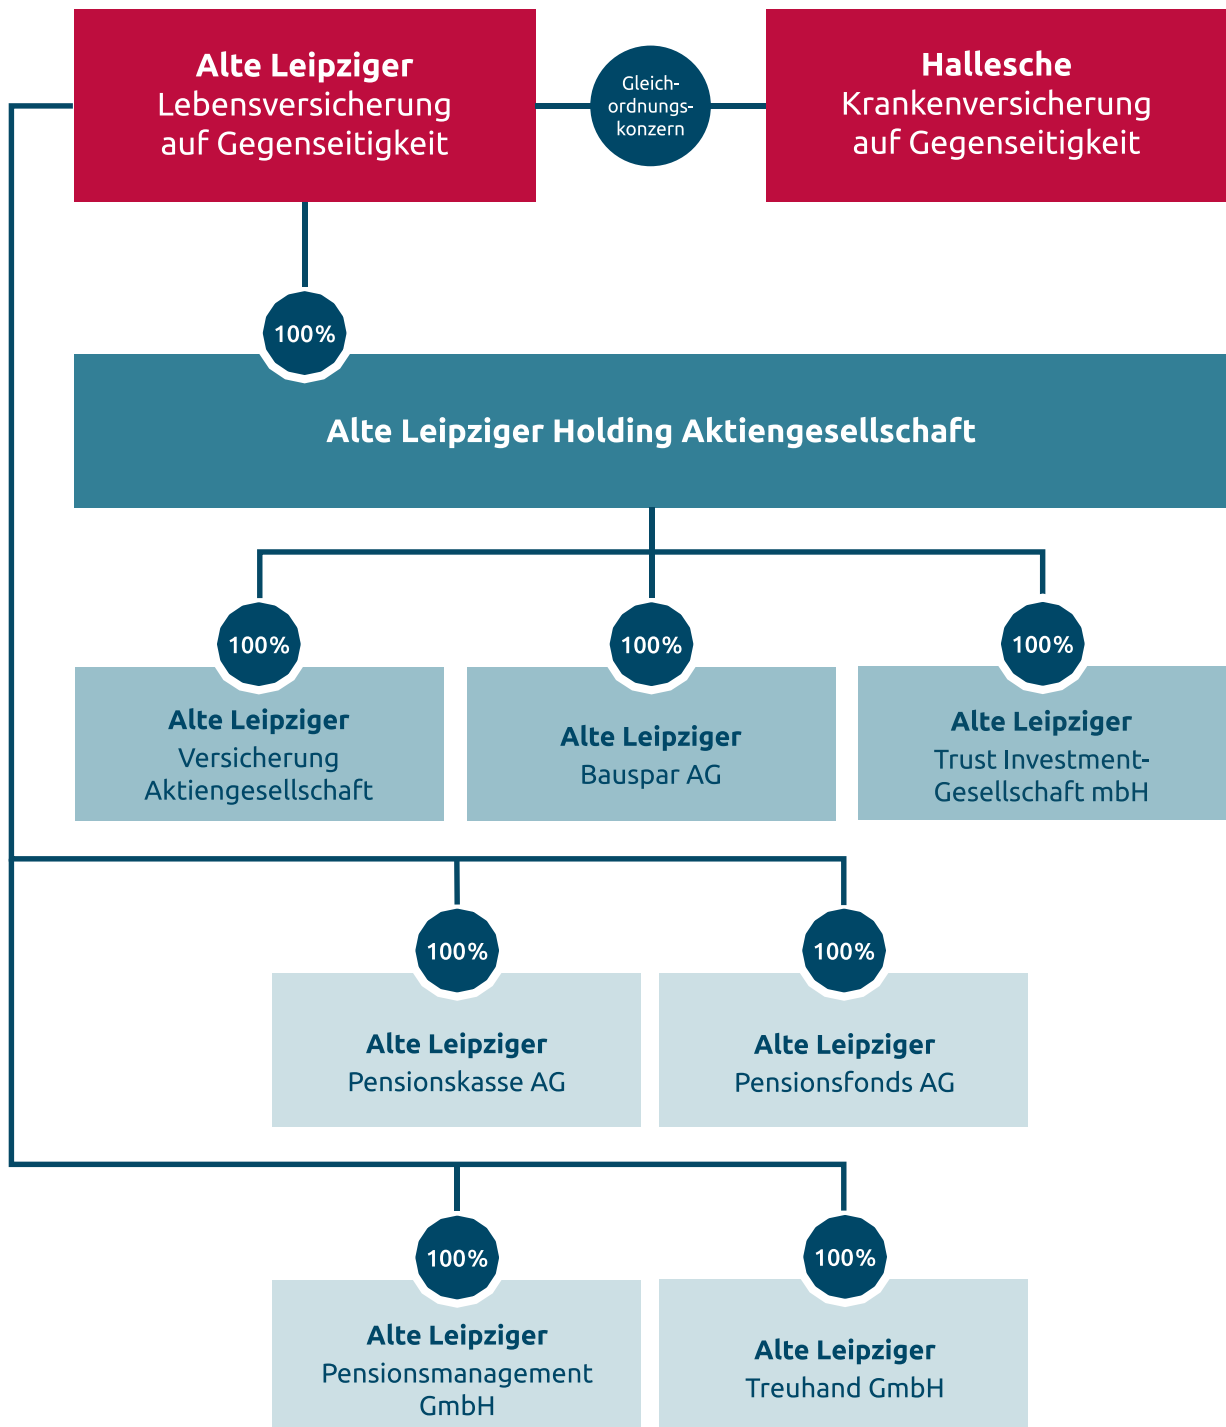 Alte Leipziger
Lebensversicherung
auf Gegenseitigkeit
Gleich-
ordnungs-
konzern
Hallesche
Krankenversicherung
auf Gegenseitigkeit
100%
Alte Leipziger Holding Aktiengesellschaft
100%
Alte Leipziger
Versicherung
Aktiengesellschaft
100%
Alte Leipziger
Bauspar AG
100%
Alte Leipziger
Trust Investment-
Gesellschaft mbH
100%
Alte Leipziger
Pensionskasse AG
100%
Alte Leipziger
Pensionsfonds AG
100%
Alte Leipziger
Pensionsmanagement
GmbH
100%
Alte Leipziger
Treuhand GmbH